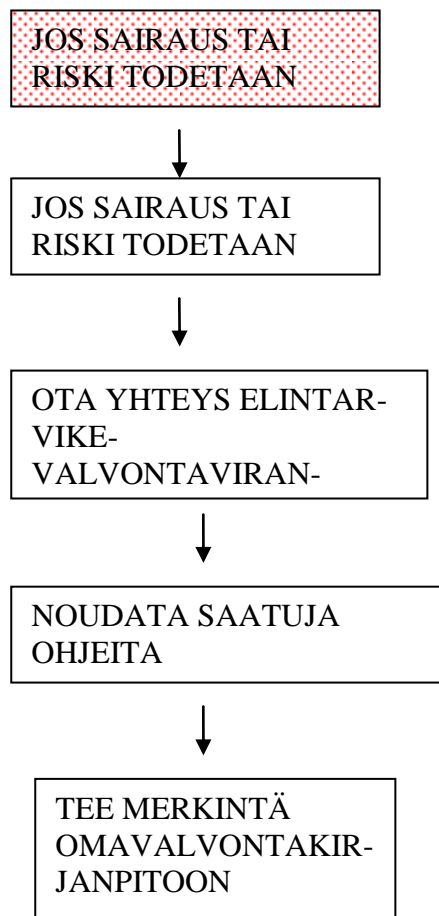 JOS SAIRAUS TAI
RISKI TODETAAN
JOS SAIRAUS TAI
RISKI TODETAAN
OTA YHTEYS ELINTAR-
VIKE-
VALVONTAVIRAN-
NOUDATA SAATUJA
OHJEITA
TEE MERKINTÄ
OMAVALVONTAKIR-
JANPITOON